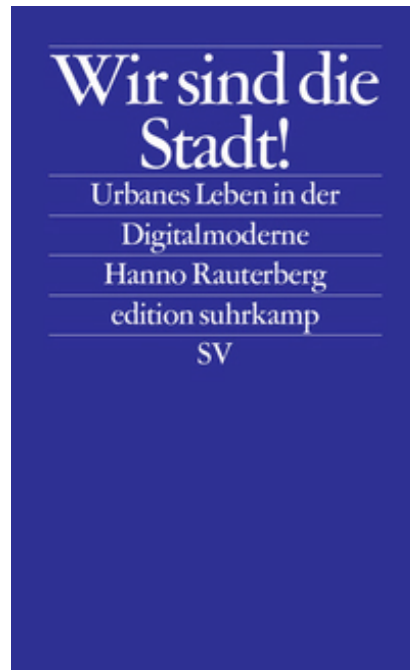 Wir sind die
Stadt!
Urbanes Leben in der
Digitalmoderne
Hanno Rauterberg
edition suhrkamp
SV